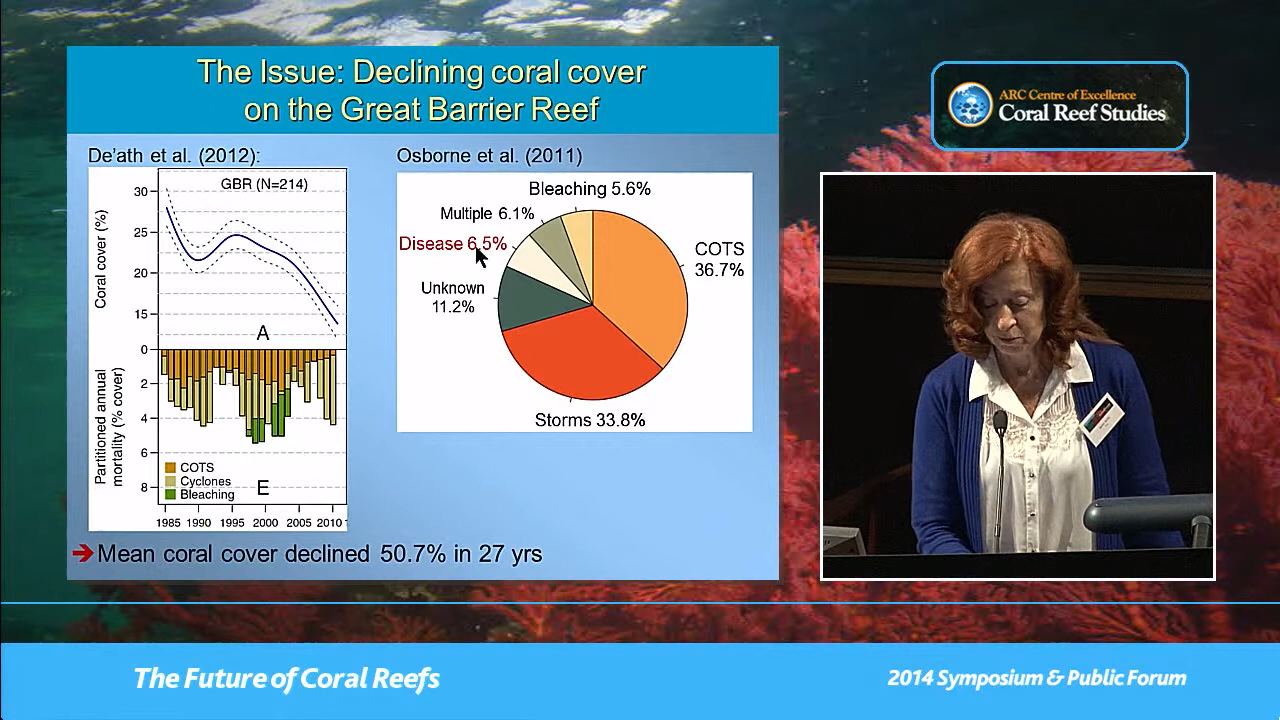 The Issue: Declining coral cover
on the Great Barrier Reef
De'ath et al. (2012):
GBR (N=214)
Coral cover (%)
30
25
20
15
A
0
2
4
6
8
Partitioned annual
mortality (% cover)
COTS
Cyclones
Bleaching
E
1985 1990 1995 2000 2005 2010
Osborne et al. (2011)
Bleaching 5.6%
Multiple 6.1%
Disease 6.5%
Unknown
11.2%
COTS
36.7%
Storms 33.8%
Mean coral cover declined 50.7% in 27 yrs
ARC Centre of Excellence
Coral Reef Studies
The Future of Coral Reefs
2014 Symposium & Public Forum